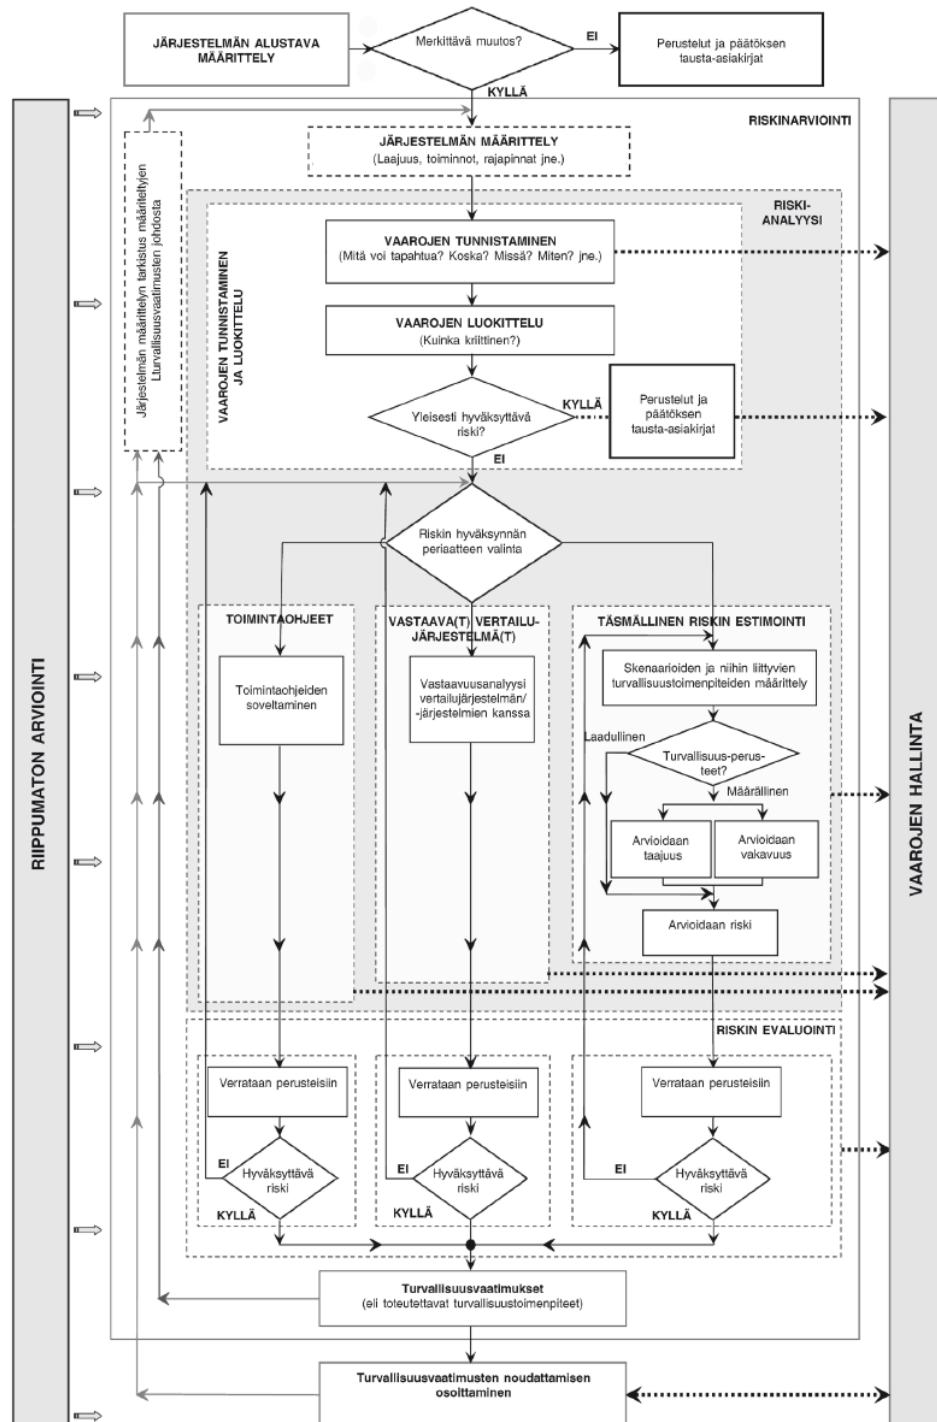 JÄRJESTELMÄN ALUSTAVA
MÄÄRITTELY
Merkittävä muutos?
EI
Perustelut ja päätöksen
tausta-asiakirjat
KYLLÄ
RISKINARVIOINTI
JÄRJESTELMÄN MÄÄRITTELY
(Laajuus, toiminnot, rajapinnat jne.)
Järjestelmän määrittelyn tarkistus määriteltyjen
Lturvallisuusvaatimusten johdosta
RISKI-
ANALYYSI
VAAROJEN TUNNISTAMINEN
JA LUOKITTELU
VAAROJEN TUNNISTAMINEN
(Mitä voi tapahtua? Koska? Missä? Miten? jne.)
VAAROJEN LUOKITTELU
(Kuinka kriittinen?)
Yleisesti hyväksyttävä
riski?
KYLLÄ
Perustelut ja
päätöksen
tausta-asiakirjat
EI
Riskin hyväksynnän
periaatteen valinta
TOIMINTAOHJEET
VASTAAVA(T) VERTAILU-
JÄRJESTELMÄ(T)
TÄSMÄLLINEN RISKIN ESTIMOINTI
Toimintaohjeiden
soveltaminen
Vastaavuusanalyysi
vertailujärjestelmän/
-järjestelmien kanssa
Skenaarioiden ja niihin liittyvien
turvallisuustoimenpiteiden määrittely
Laadullinen
Turvallisuus-perus-
teet?
Määrällinen
Arvioidaan
taajuus
Arvioidaan
vakavuus
Arvioidaan riski
RIIPPUMATON ARVIOINTI
VAAROJEN HALLINTA
RISKIN EVALUOINTI
Verrataan perusteisiin
Verrataan perusteisiin
Verrataan perusteisiin
EI
Hyväksyttävä
riski
KYLLÄ
EI
Hyväksyttävä
riski
KYLLÄ
EI
Hyväksyttävä
riski
KYLLÄ
Turvallisuusvaatimukset
(eli toteutettavat turvallisuustoimenpiteet)
Turvallisuusvaatimusten noudattamisen
osoittaminen